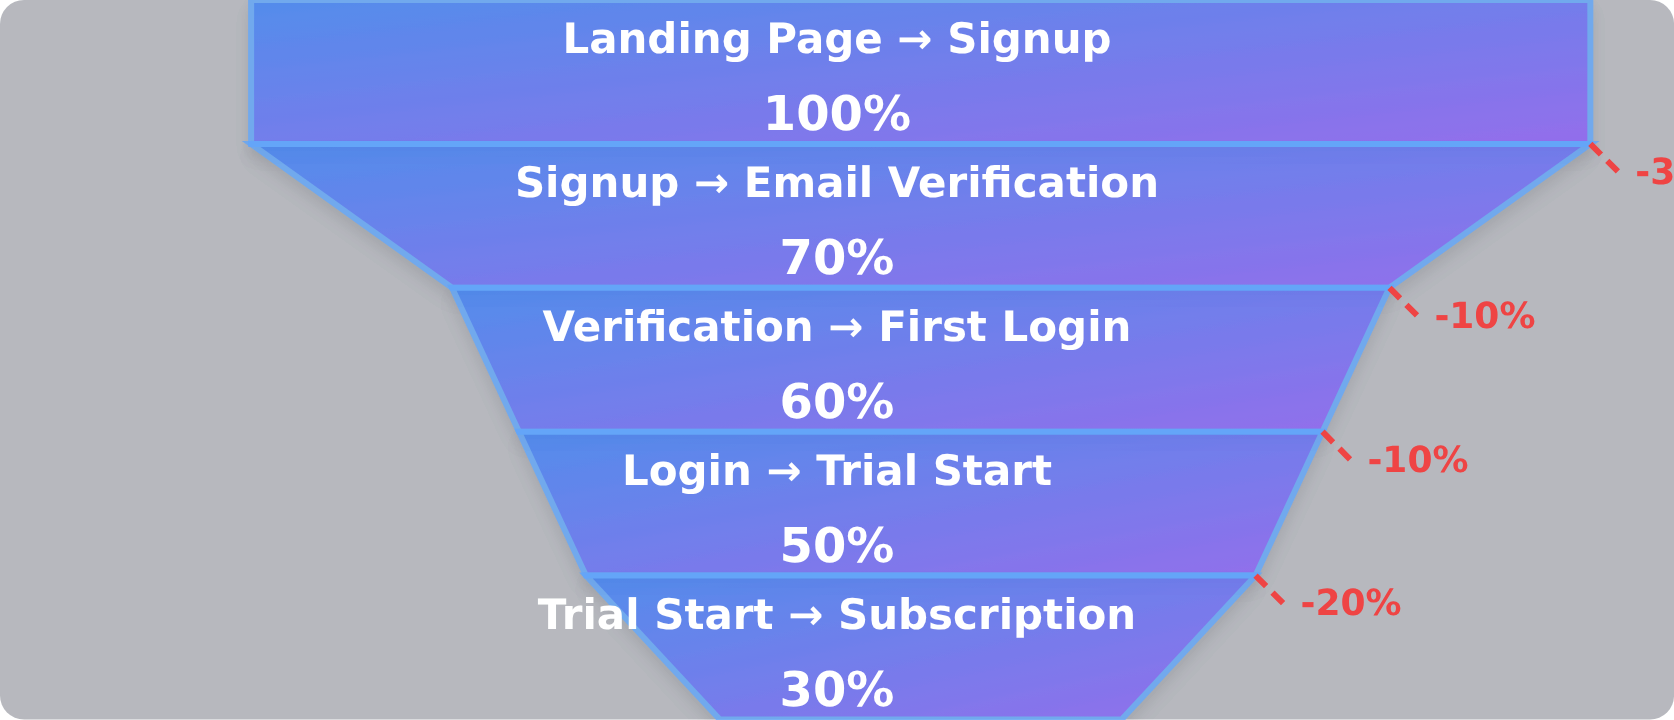 Landing Page → Signup
100%
Signup → Email Verification
-3
70%
Verification → First Login
-10%
60%
Login → Trial Start
-10%
50%
Trial Start → Subscription
-20%
30%